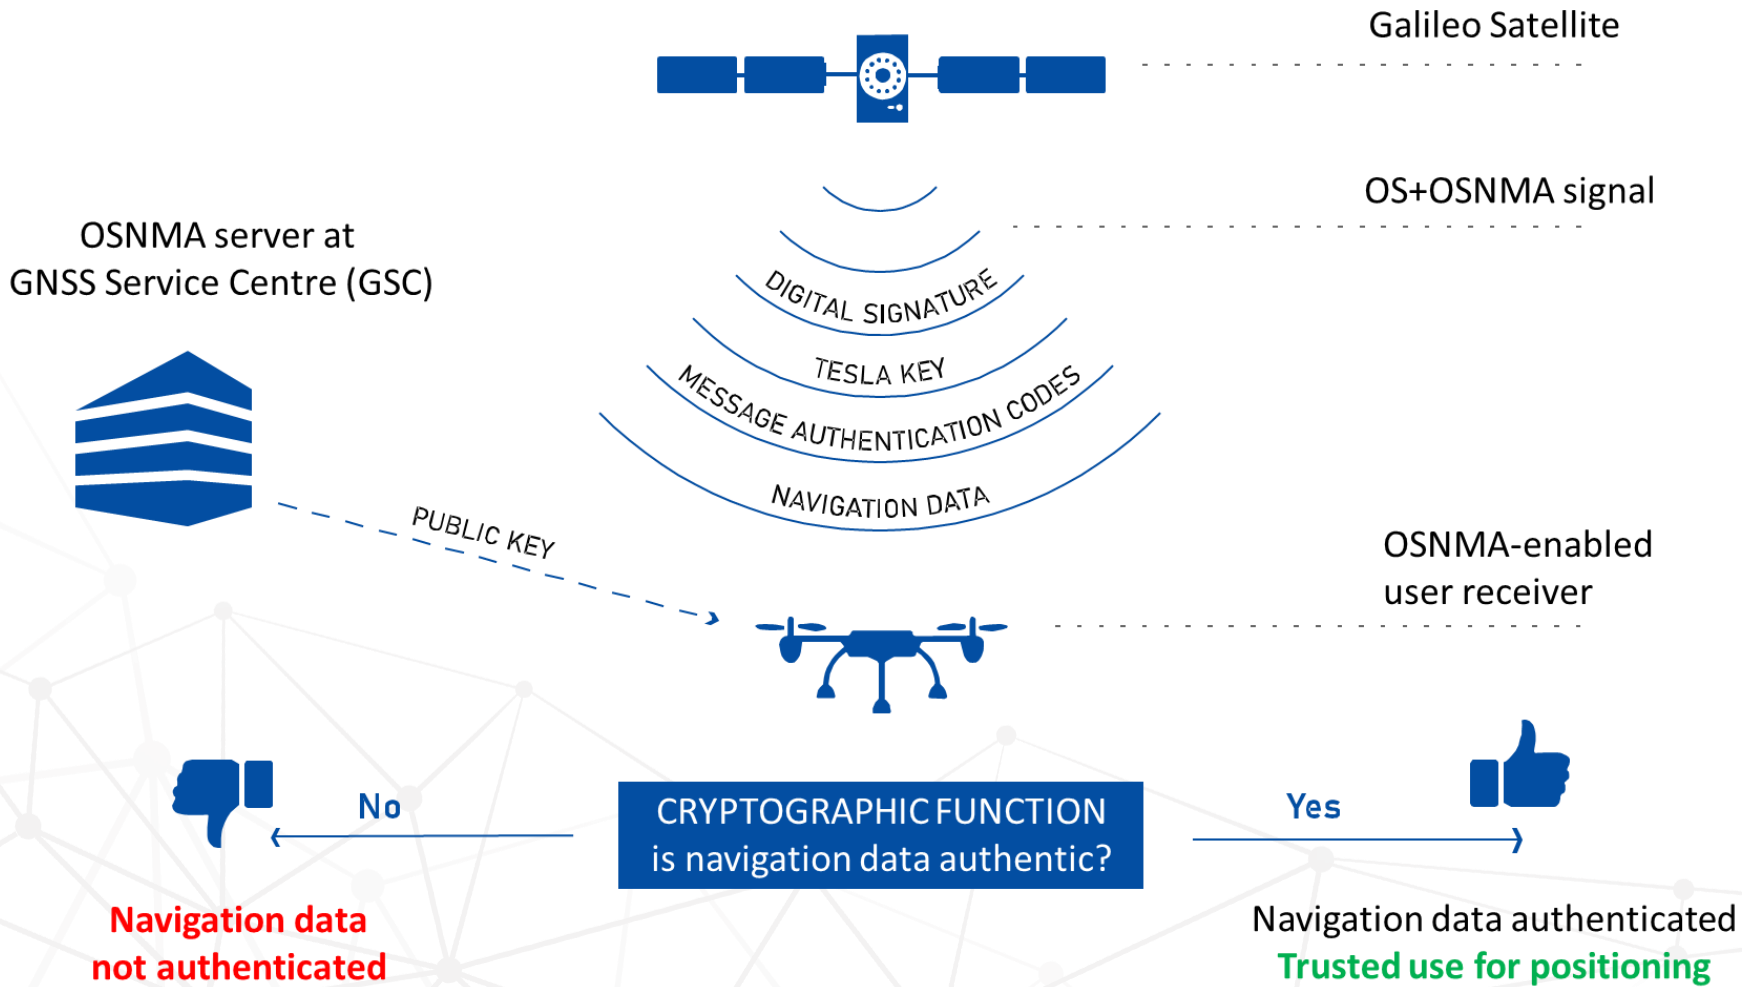 Galileo Satellite
OS+OSNMA signal
OSNMA server at
GNSS Service Centre (GSC)
DIGITAL SIGNATURE
TESLA KEY
MESSAGE AUTHENTICATION CODES
NAVIGATION DATA
PUBLIC KEY
OSNMA-enabled
user receiver
No
CRYPTOGRAPHIC FUNCTION
is navigation data authentic?
Yes
Navigation data
not authenticated
Navigation data authenticated
Trusted use for positioning